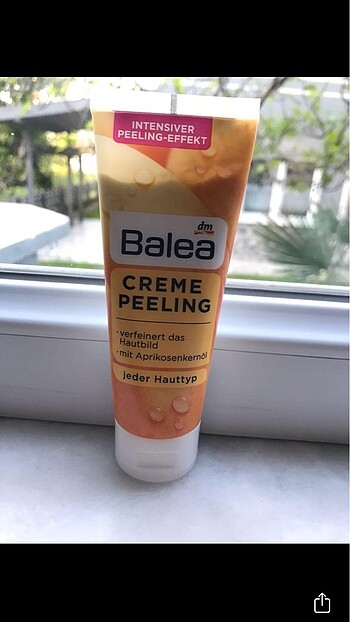 INTENSIVER
PEELING-EFFEKT
dm
Balea
CREME
PEELING
·verfeinert das
Hautbild
·mit Aprikosenkernöl
jeder Hauttyp